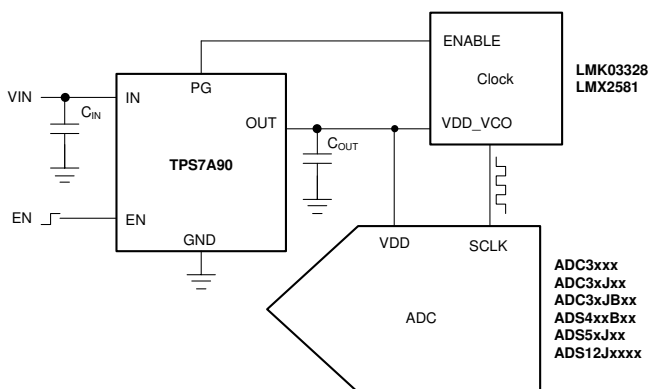 ENABLE
Clock
VDD_VCO
LMK03328
LMX2581
VIN
CIN
IN
PG
OUT
TPS7A90
COUT
EN
EN
GND
VDD
SCLK
ADC
ADC3xxx
ADC3xJxx
ADC3xJBxx
ADS4xxBxx
ADS5xJxx
ADS12Jxxxx